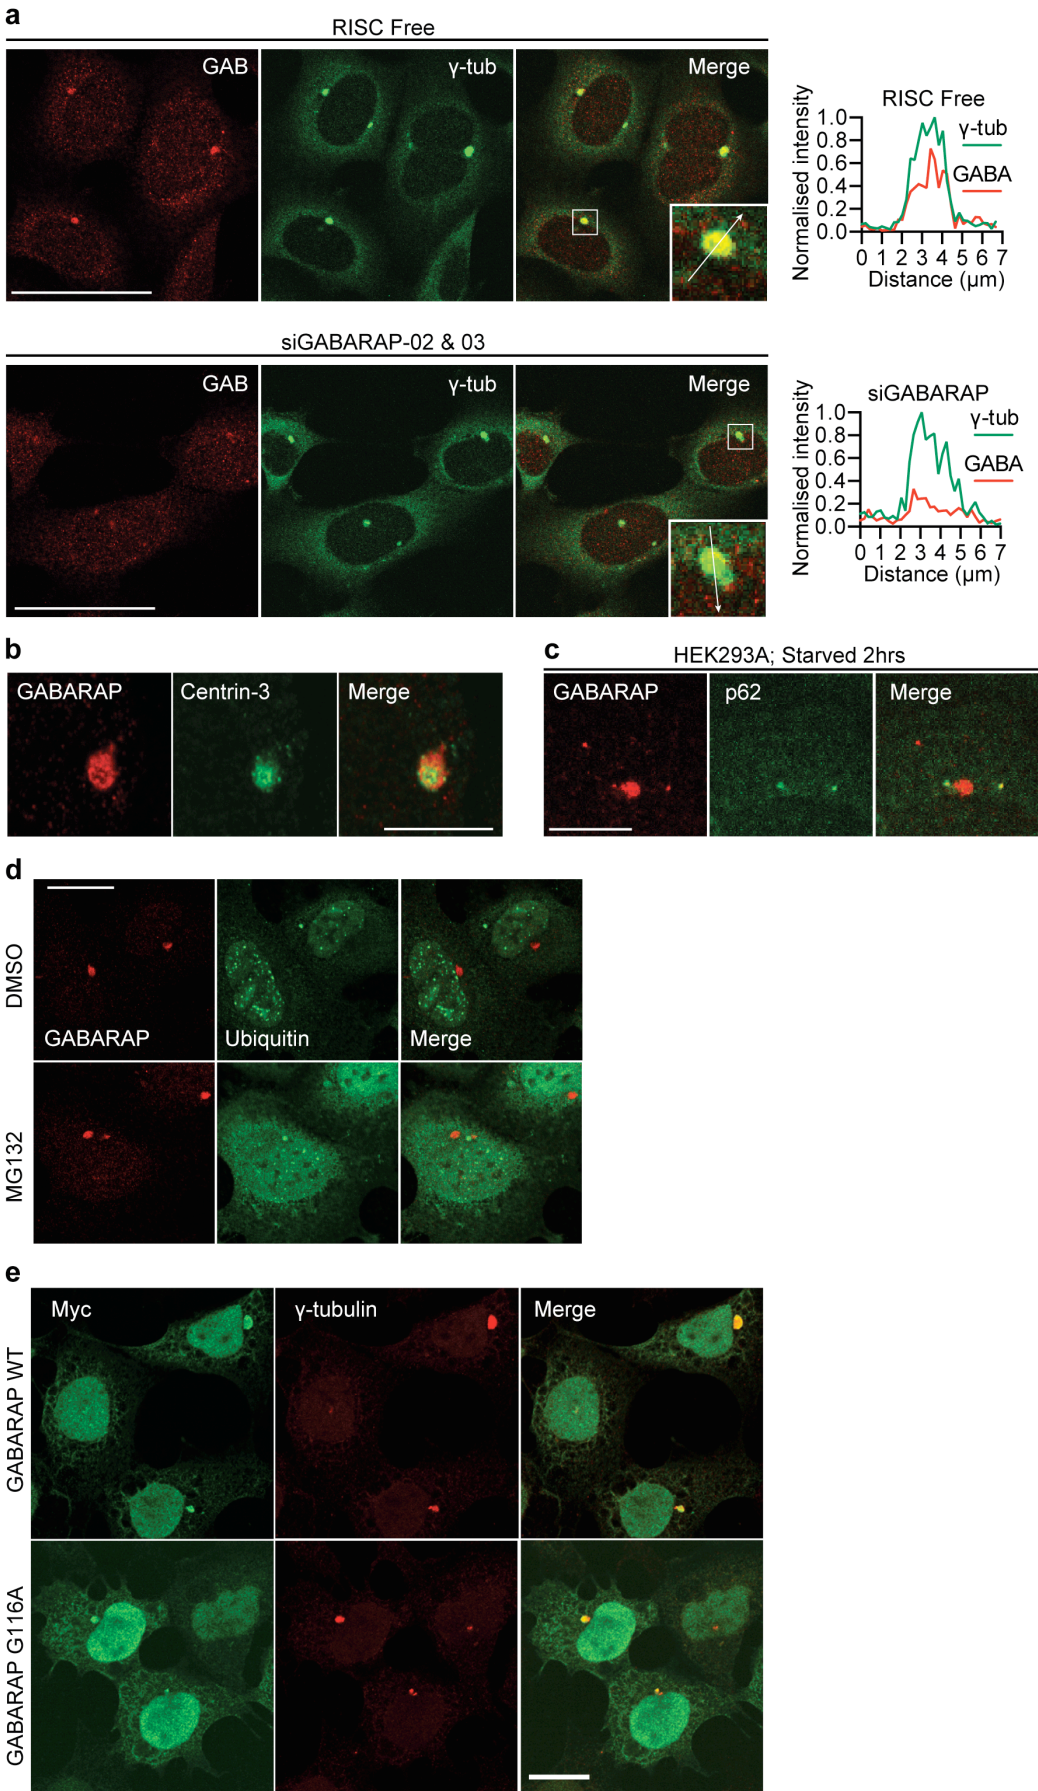 a
RISC Free
GAB
γ-tub
Merge
RISC Free
γ-tub
GABA
Normalised intensity
1.0
0.8
0.6
0.4
0.2
0.0
0 1 2 3 4 5 6 7
Distance (μm)
siGABARAP-02 & 03
GAB
γ-tub
Merge
siGABARAP
γ-tub
GABA
Normalised intensity
1.0
0.8
0.6
0.4
0.2
0.0
0 1 2 3 4 5 6 7
Distance (μm)
b
GABARAP
Centrin-3
Merge
c
HEK293A; Starved 2hrs
GABARAP
p62
Merge
d
DMSO
GABARAP
Ubiquitin
Merge
MG132
e
GABARAP WT
Myc
γ-tubulin
Merge
GABARAP G116A